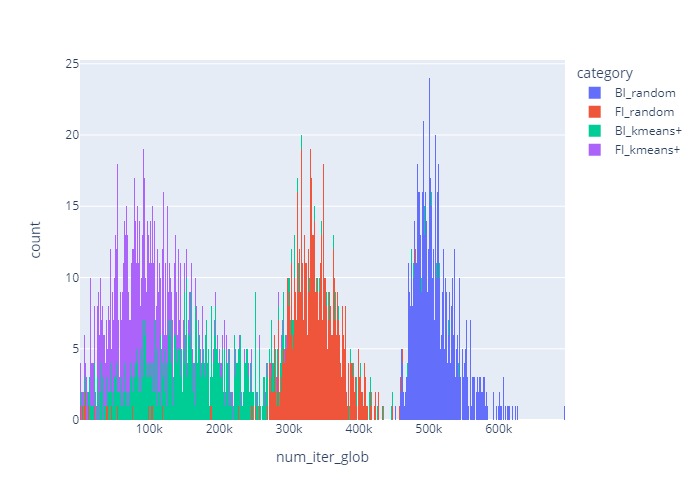 25
20
15
10
5
0
count
100k
200k
300k
400k
500k
600k
num_iter_glob
category
BI_random
FI_random
BI_kmeans+
FI_kmeans+